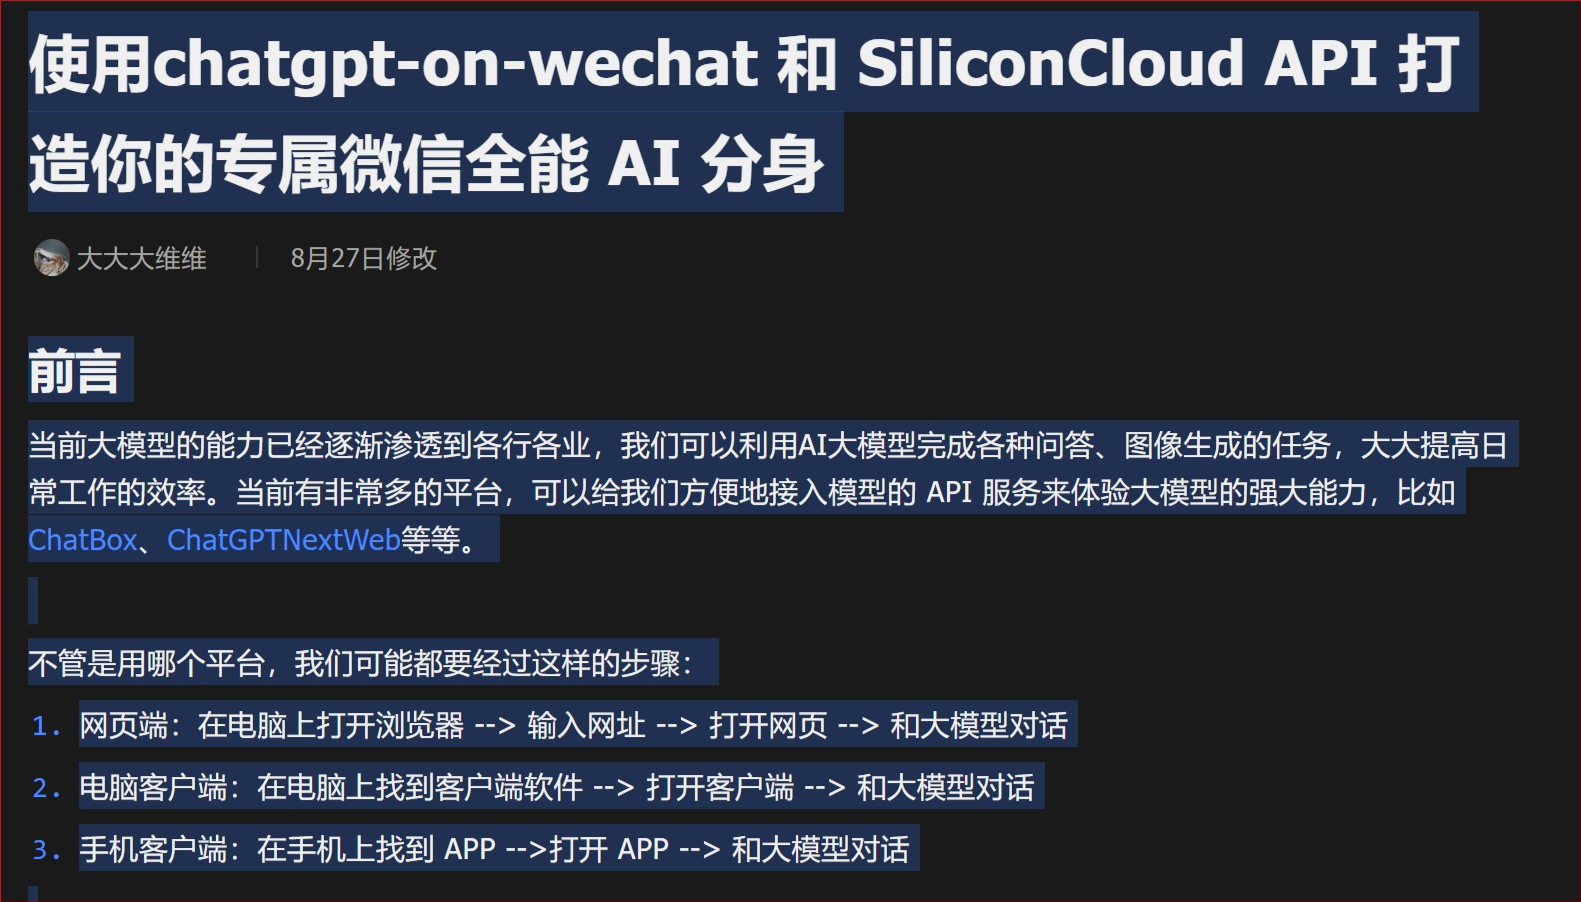 使用chatgpt-on-wechat 和 SiliconCloud API 打
造你的专属微信全能 AI 分身
大大大维维 8月27日修改
前言
当前大模型的能力已经逐渐渗透到各行各业，我们可以利用AI大模型完成各种问答、图像生成的任务，大大提高日
常工作的效率。当前有非常多的平台，可以给我们方便地接入模型的 API 服务来体验大模型的强大能力，比如
ChatBox、ChatGPTNextWeb等等。
不管是用哪个平台，我们可能都要经过这样的步骤：
1. 网页端：在电脑上打开浏览器 --> 输入网址 --> 打开网页 --> 和大模型对话
2. 电脑客户端：在电脑上找到客户端软件 --> 打开客户端 --> 和大模型对话
3. 手机客户端：在手机上找到 APP -->打开 APP --> 和大模型对话